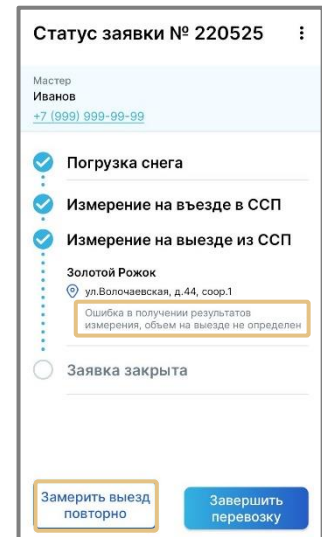 Статус заявки № 220525
Мастер
Иванов
+7 (999) 999-99-99
Погрузка снега
Измерение на въезде в ССП
Измерение на выезде из ССП
Золотой Рожок
ул.Волочаевская, д.44, соор.1
Ошибка в получении результатов
измерения, объем на выезде не определен
Заявка закрыта
Замерить выезд
повторно
Завершить
перевозку